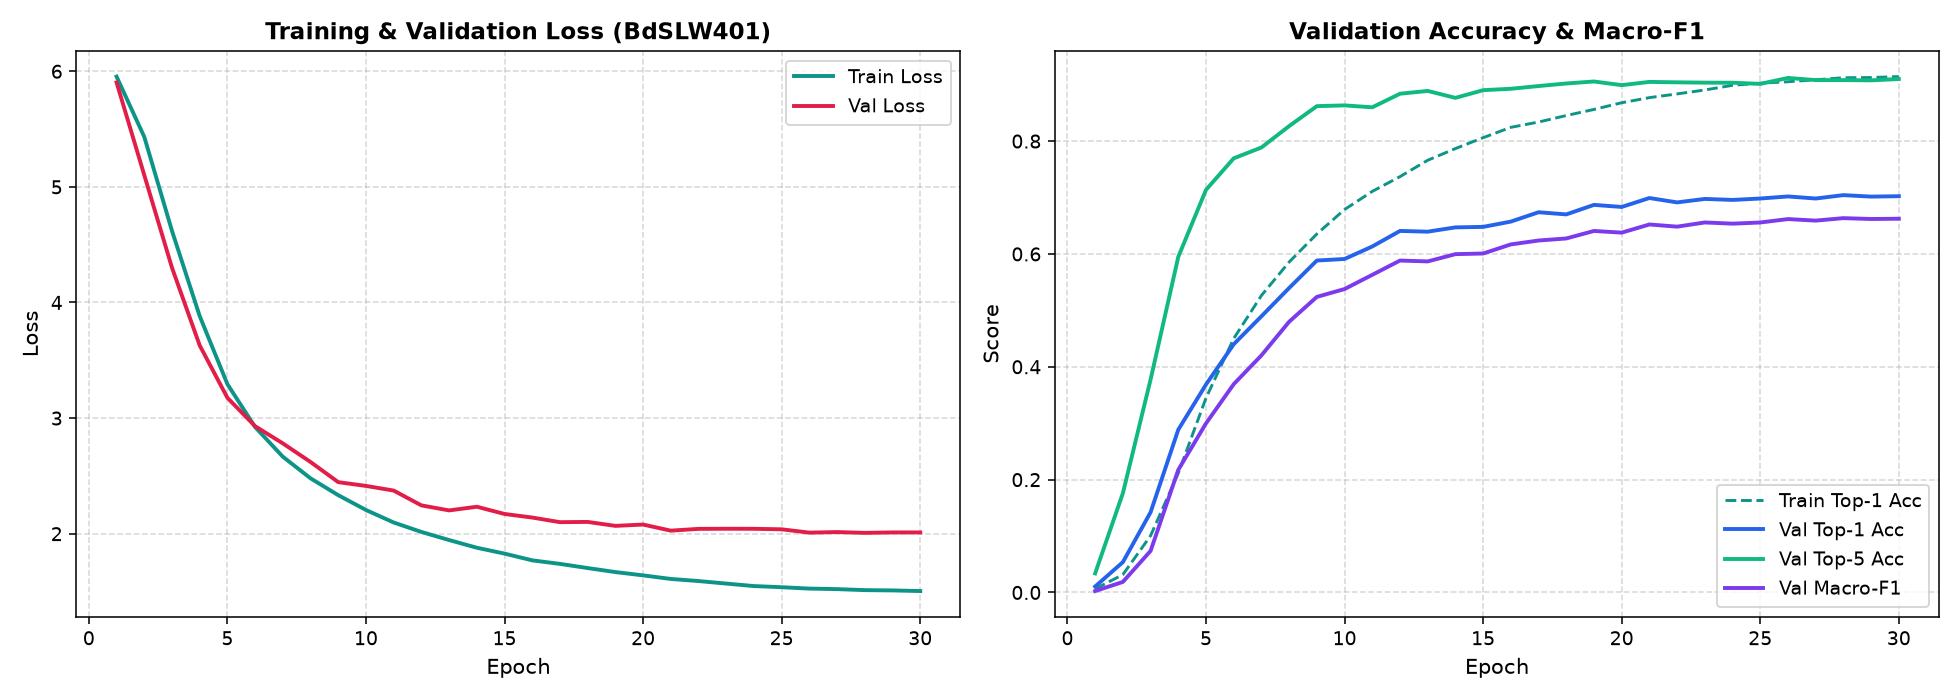 Training & Validation Loss (BdSLW401)
Train Loss
Val Loss
6
5
4
3
2
Loss
0 5 10 15 20 25 30
Epoch
Validation Accuracy & Macro-F1
0.8
0.6
0.4
0.2
0.0
Score
Train Top-1 Acc
Val Top-1 Acc
Val Top-5 Acc
Val Macro-F1
0 5 10 15 20 25 30
Epoch